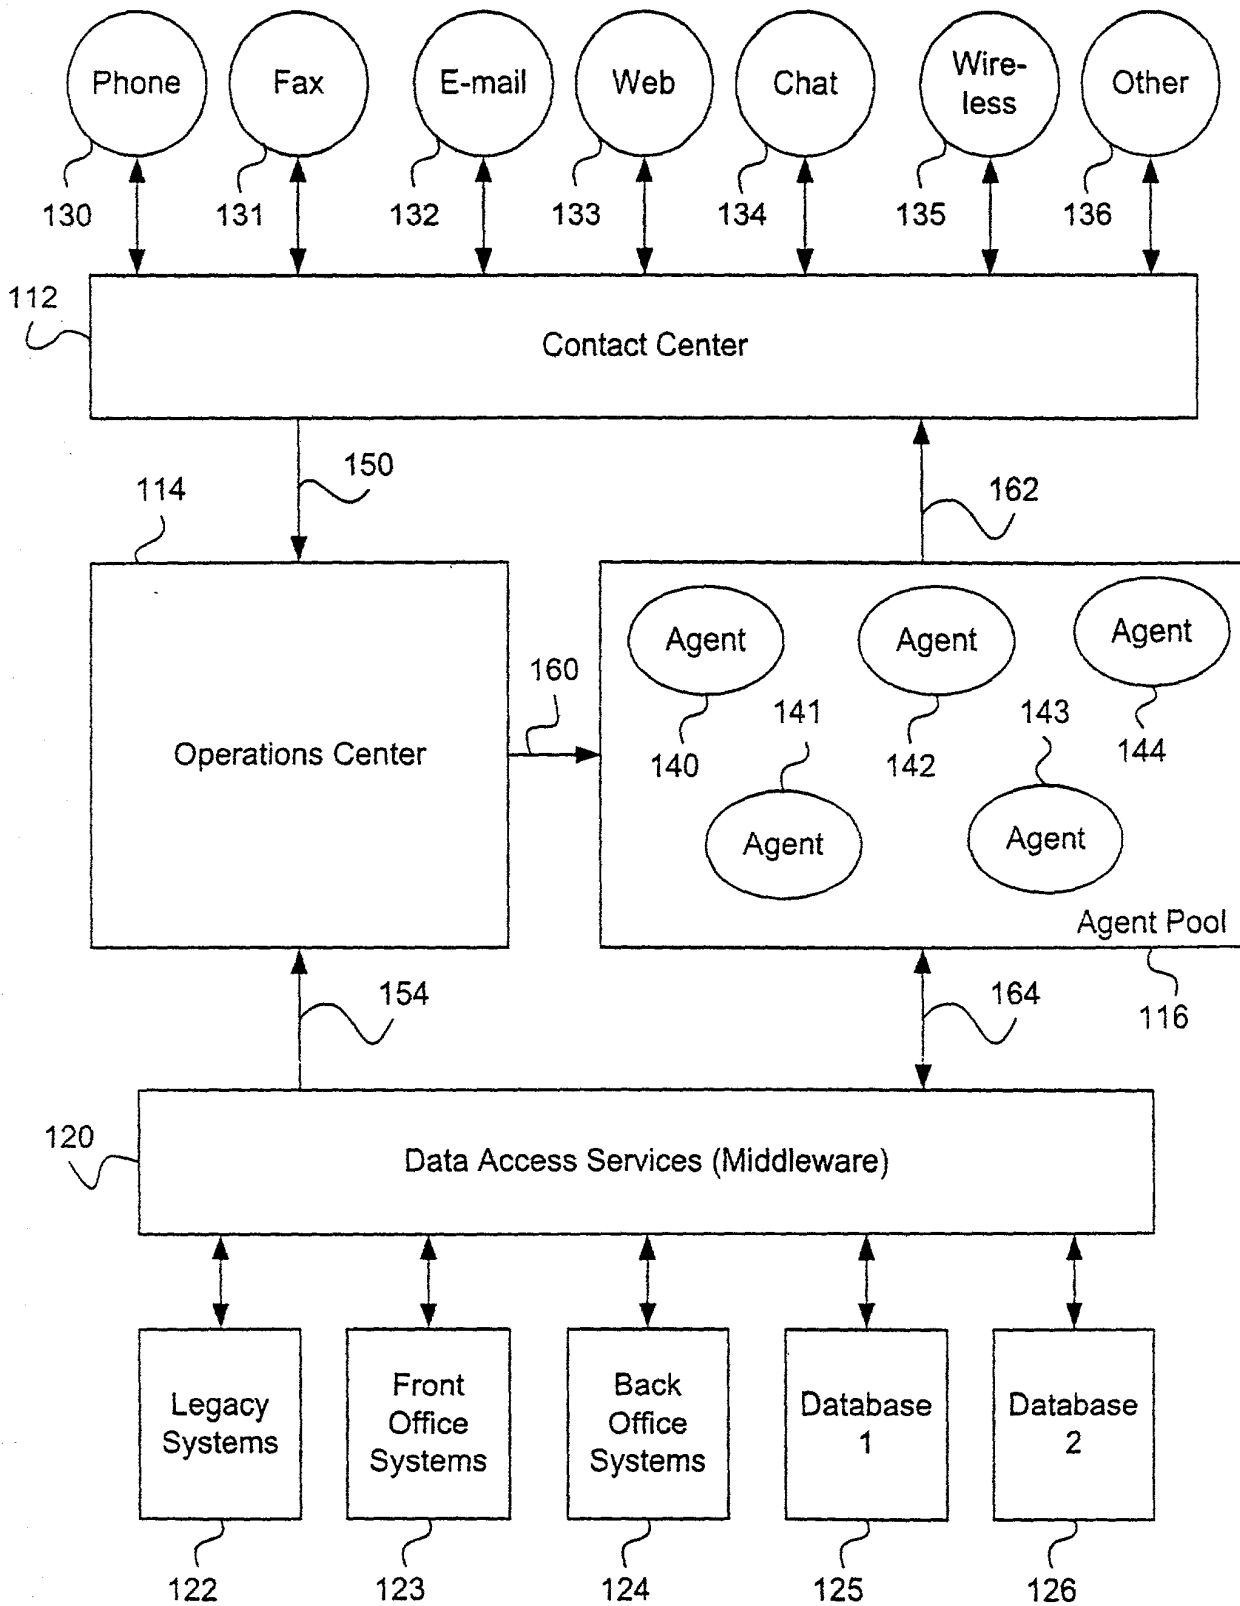 Phone
Fax
E-mail
Web
Chat
Wire-
less
Other
130
131
132
133
134
135
136
112
Contact Center
150
162
114
Agent
Agent
Agent
160
141
143
140
142
144
Operations Center
Agent
Agent
Agent Pool
154
164
116
120
Data Access Services (Middleware)
Legacy
Systems
Front
Office
Systems
Back
Office
Systems
Database
1
Database
2
122
123
124
125
126